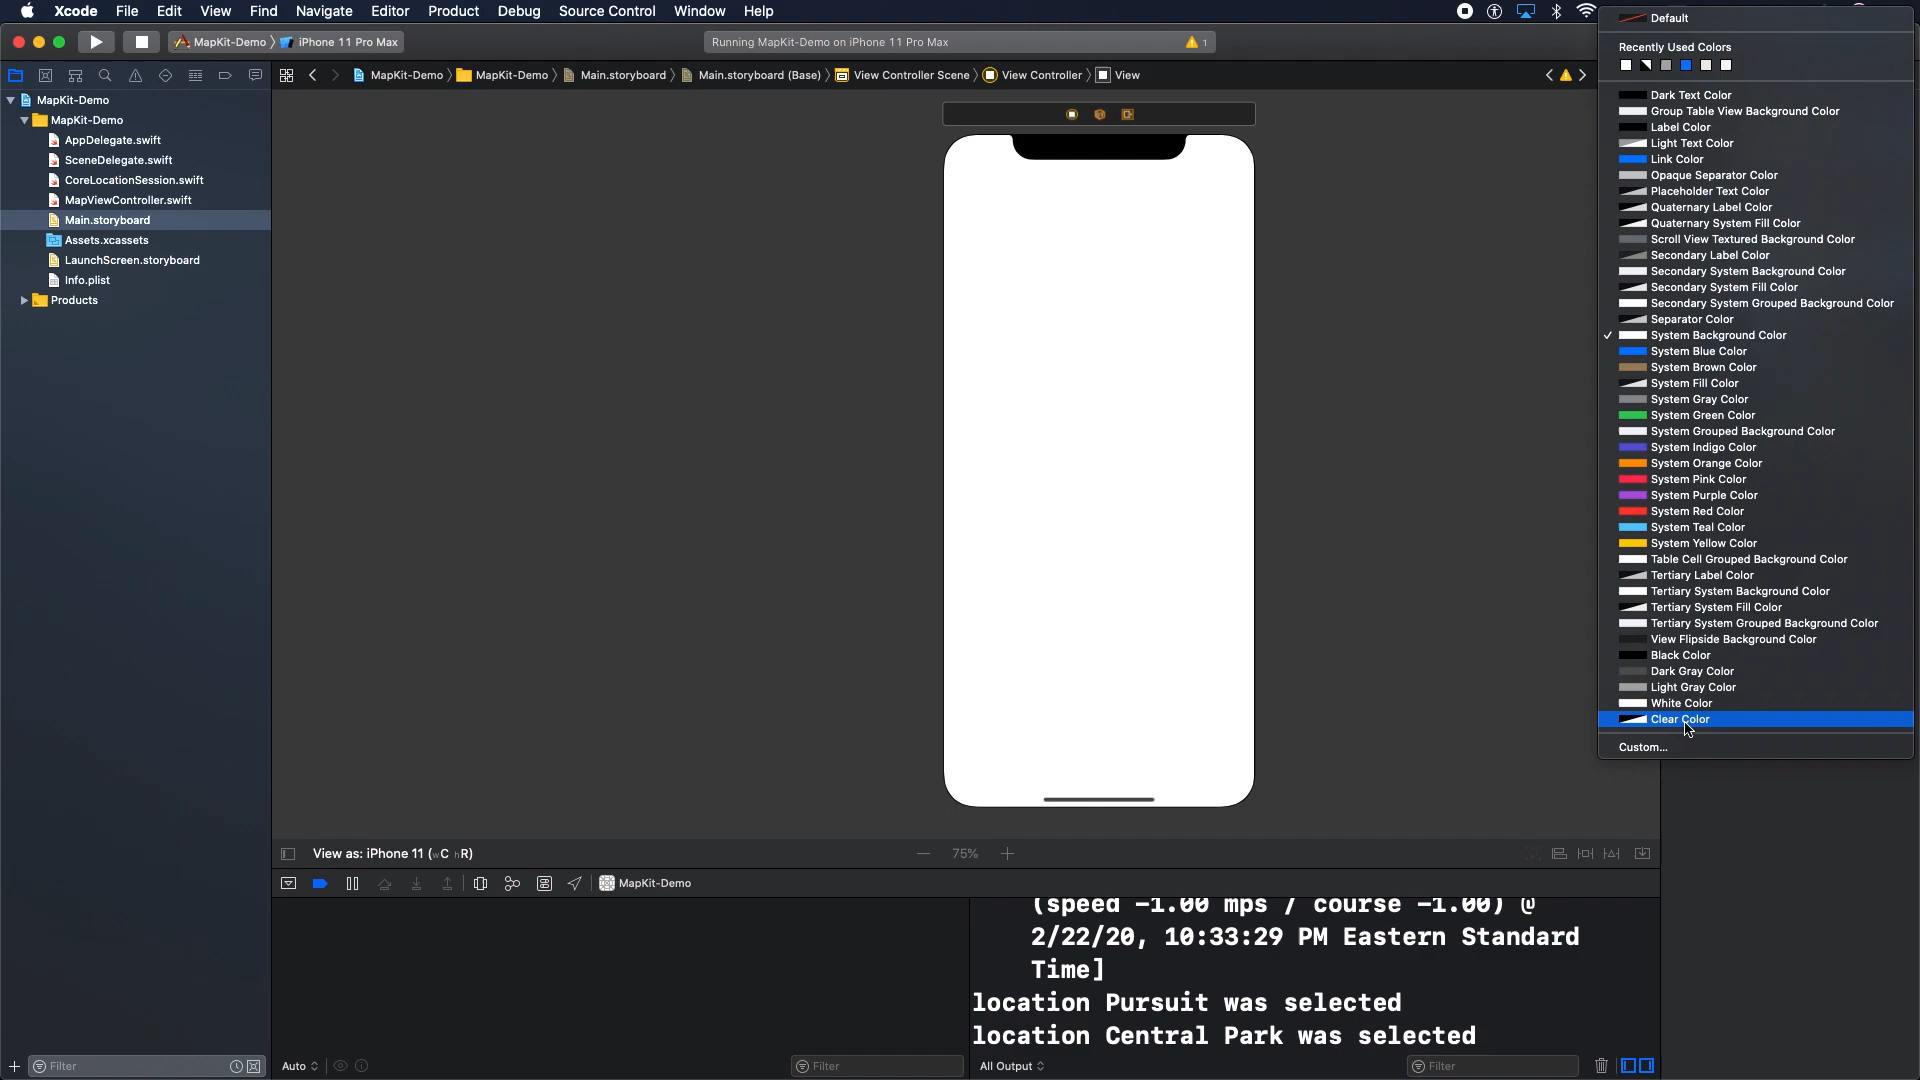 Xcode File Edit View Find Navigate Editor Product Debug Source Control Window Help
MapKit-Demo iPhone 11 Pro Max
Running MapKit-Demo on iPhone 11 Pro Max
1
MapKit-Demo MapKit-Demo Main.storyboard Main.storyboard (Base) View Controller Scene View Controller View
MapKit-Demo
MapKit-Demo
AppDelegate.swift
SceneDelegate.swift
CoreLocationSession.swift
MapViewController.swift
Main.storyboard
Assets.xcassets
LaunchScreen.storyboard
Info.plist
Products
Default
Recently Used Colors
Dark Text Color
Group Table View Background Color
Label Color
Light Text Color
Link Color
Opaque Separator Color
Placeholder Text Color
Quaternary Label Color
Quaternary System Fill Color
Scroll View Textured Background Color
Secondary Label Color
Secondary System Background Color
Secondary System Fill Color
Secondary System Grouped Background Color
Separator Color
System Background Color
System Blue Color
System Brown Color
System Fill Color
System Gray Color
System Green Color
System Grouped Background Color
System Indigo Color
System Orange Color
System Pink Color
System Purple Color
System Red Color
System Teal Color
System Yellow Color
Table Cell Grouped Background Color
Tertiary Label Color
Tertiary System Background Color
Tertiary System Fill Color
Tertiary System Grouped Background Color
View Flipside Background Color
Black Color
Dark Gray Color
Light Gray Color
White Color
Clear Color
Custom...
View as: iPhone 11 (wC hR)
75%
MapKit-Demo
(speed -1.00 mps / course -1.00) @
2/22/20, 10:33:29 PM Eastern Standard
Time]
location Pursuit was selected
location Central Park was selected
Filter
Auto
Filter
All Output
Filter